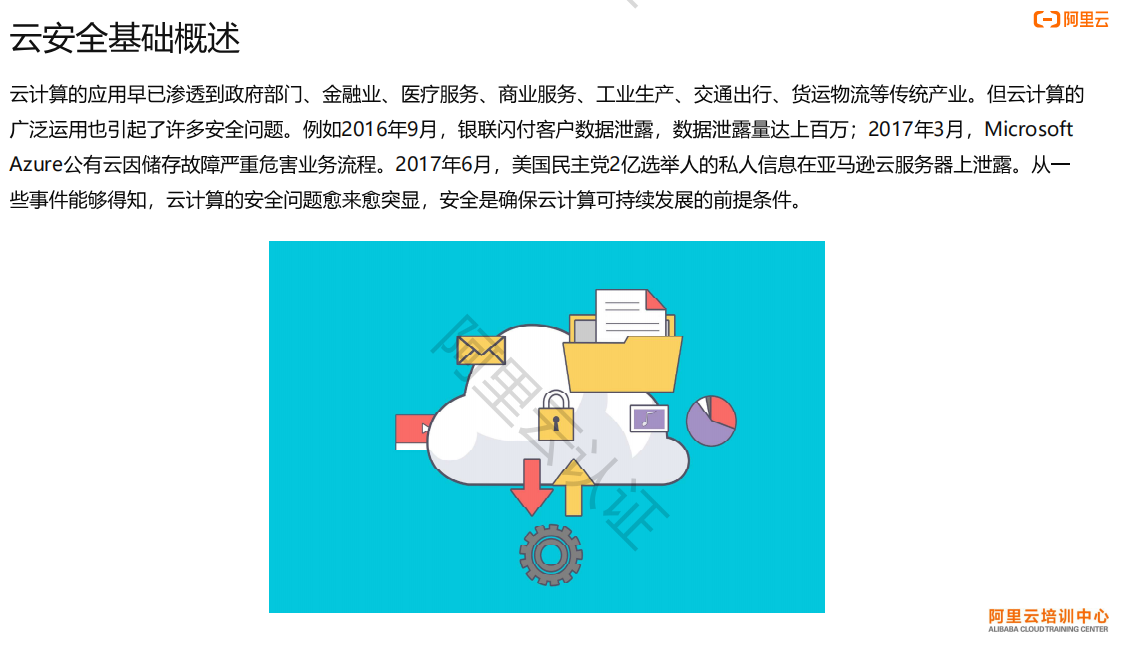 阿里云
云安全基础概述
云计算的应用早已渗透到政府部门、金融业、医疗服务、商业服务、工业生产、交通出行、货运物流等传统产业。但云计算的
广泛运用也引起了许多安全问题。例如2016年9月，银联闪付客户数据泄露，数据泄露量达上百万；2017年3月，Microsoft
Azure公有云因储存故障严重危害业务流程。2017年6月，美国民主党2亿选举人的私人信息在亚马逊云服务器上泄露。从一
些事件能够得知，云计算的安全问题愈来愈突显，安全是确保云计算可持续发展的前提条件。
阿里云认证
阿里云培训中心
ALIBABA CLOUD TRAINING CENTER